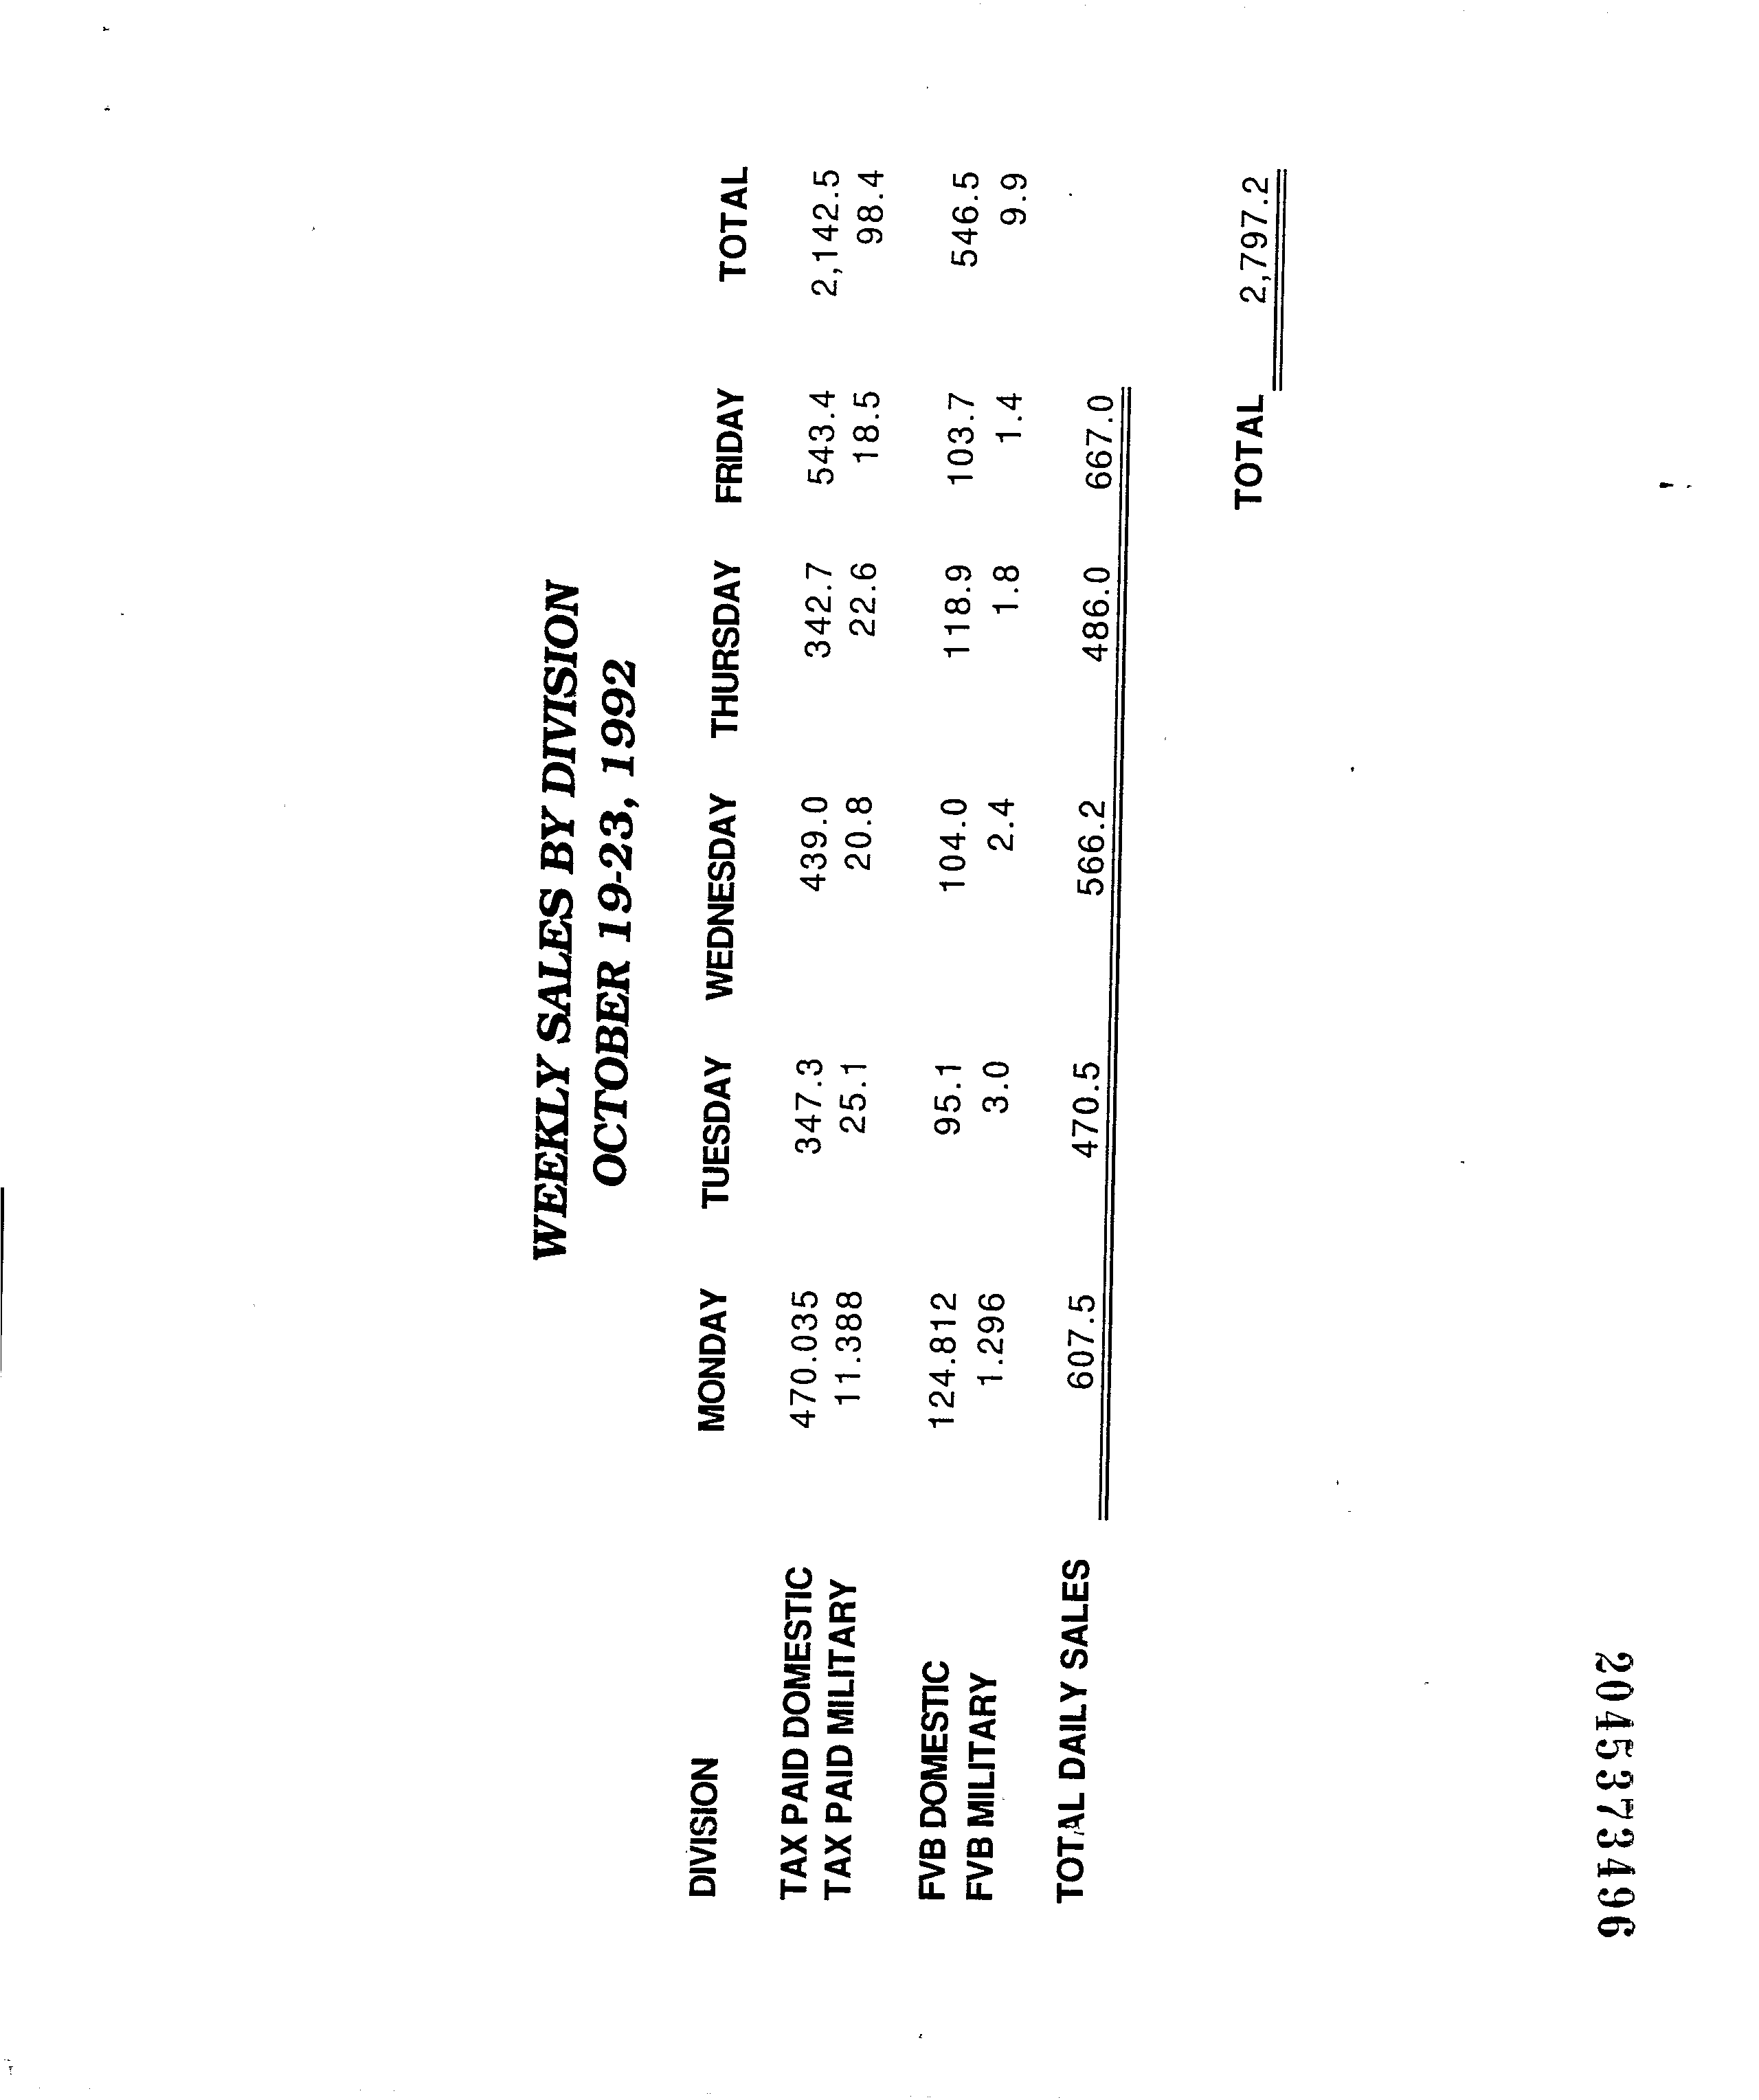 WEEKLY SALES BY DIVISION
OCTOBER 19-23, 1992
DIVISION MONDAY TUESDAY WEDNESDAY THURSDAY FRIDAY TOTAL
TAX PAID DOMESTIC 470.035 347.3 439.0 342.7 543.4 2,142.5
TAX PAID MILITARY 11.388 25.1 20.8 22.6 18.5 98.4
FVB DOMESTIC 124.812 95.1 104.0 118.9 103.7 546.5
FVB MILITARY 1.296 3.0 2.4 1.8 1.4 9.9
TOTAL DAILY SALES 607.5 470.5 566.2 486.0 667.0
TOTAL 2,797.2
2045373496